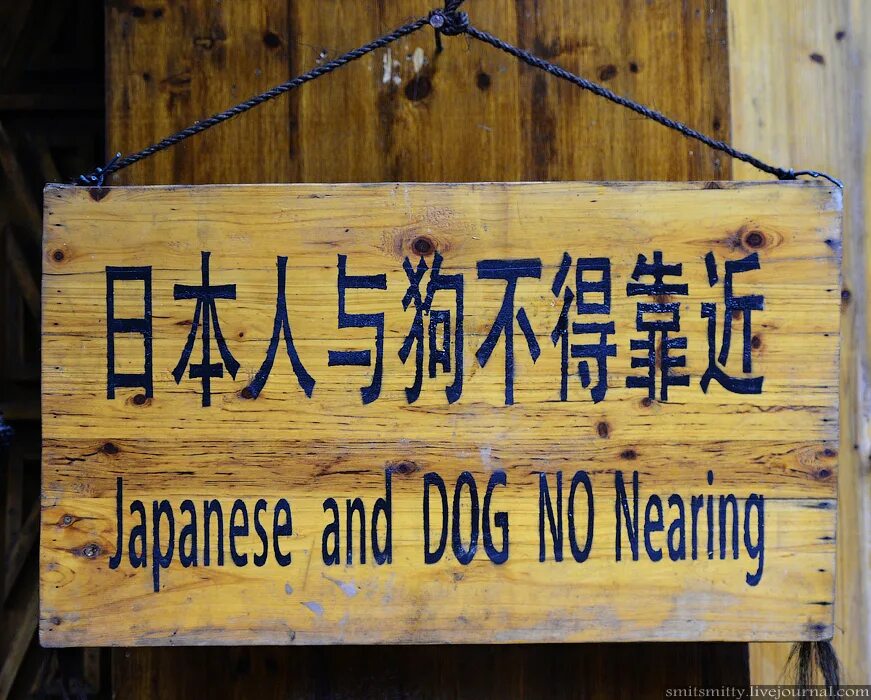 日本人与狗不得靠近
Japanese and DOG NO Nearing
smitsmitty.livejournal.com